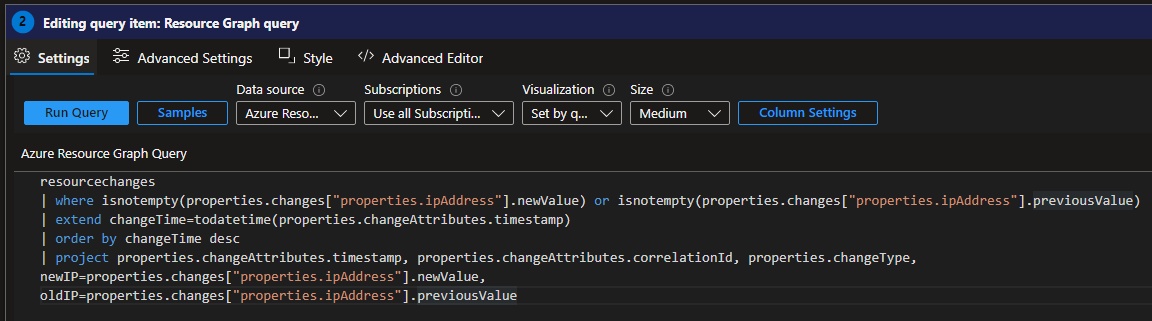 2 Editing query item: Resource Graph query
Settings Advanced Settings Style </> Advanced Editor
Data source Subscriptions Visualization Size
Run Query Samples Azure Reso... Use all Subscripti... Set by q... Medium Column Settings
Azure Resource Graph Query
resourcechanges
| where isnotempty(properties.changes["properties.ipAddress"].newValue) or isnotempty(properties.changes["properties.ipAddress"].previousValue)
| extend changeTime=todatetime(properties.changeAttributes.timestamp)
| order by changeTime desc
| project properties.changeAttributes.timestamp, properties.changeAttributes.correlationId, properties.changeType,
newIP=properties.changes["properties.ipAddress"].newValue,
oldIP=properties.changes["properties.ipAddress"].previousValue